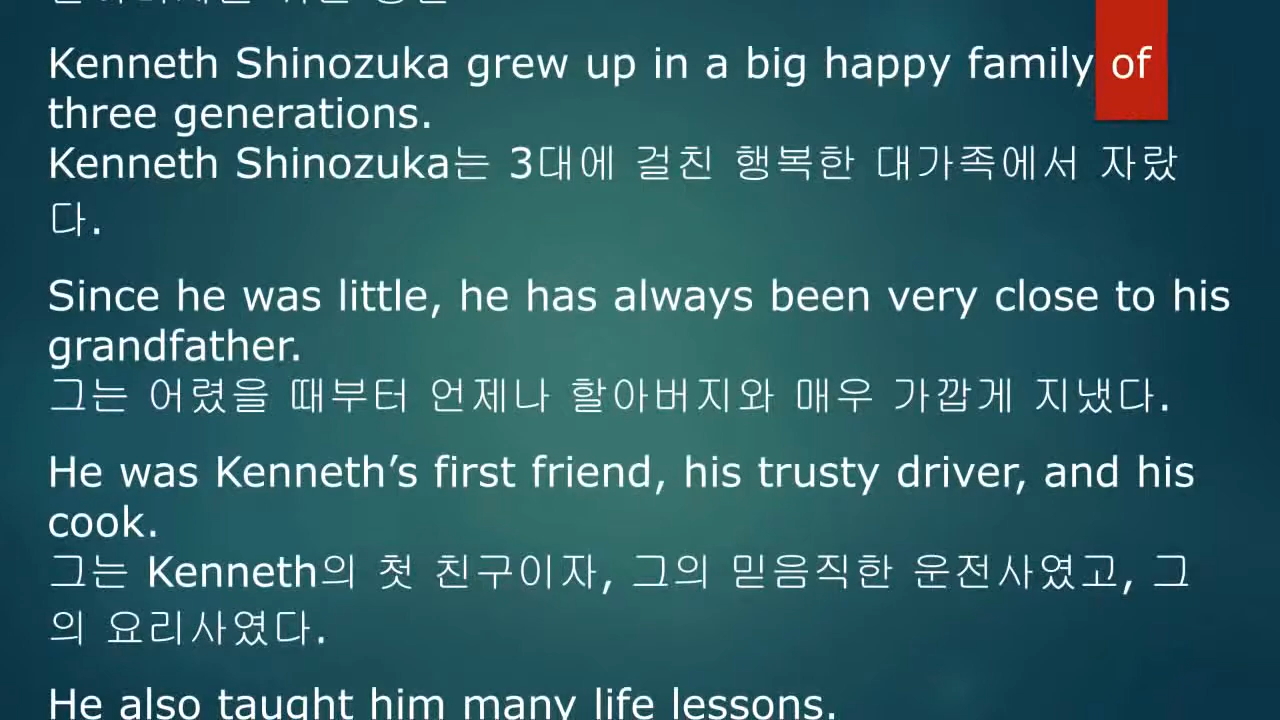 Kenneth Shinozuka grew up in a big happy family of
three generations.
Kenneth Shinozuka는 3대에 걸친 행복한 대가족에서 자랐
다.
Since he was little, he has always been very close to his
grandfather.
그는 어렸을 때부터 언제나 할아버지와 매우 가깝게 지냈다.
He was Kenneth’s first friend, his trusty driver, and his
cook.
그는 Kenneth의 첫 친구이자, 그의 믿음직한 운전사였고, 그
의 요리사였다.
He also taught him many life lessons.